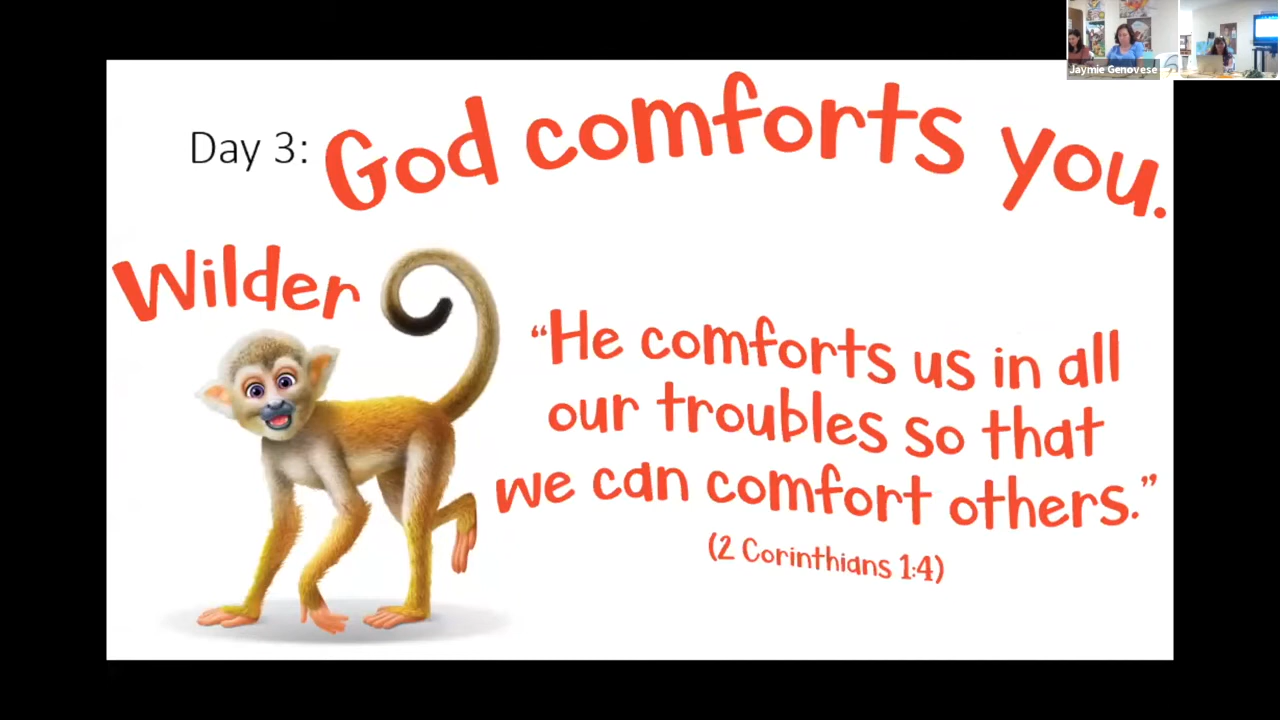 Jaymie Genovese
Day 3: God comforts you.
Wilder
“He comforts us in all
our troubles so that
we can comfort others.”
(2 Corinthians 1:4)